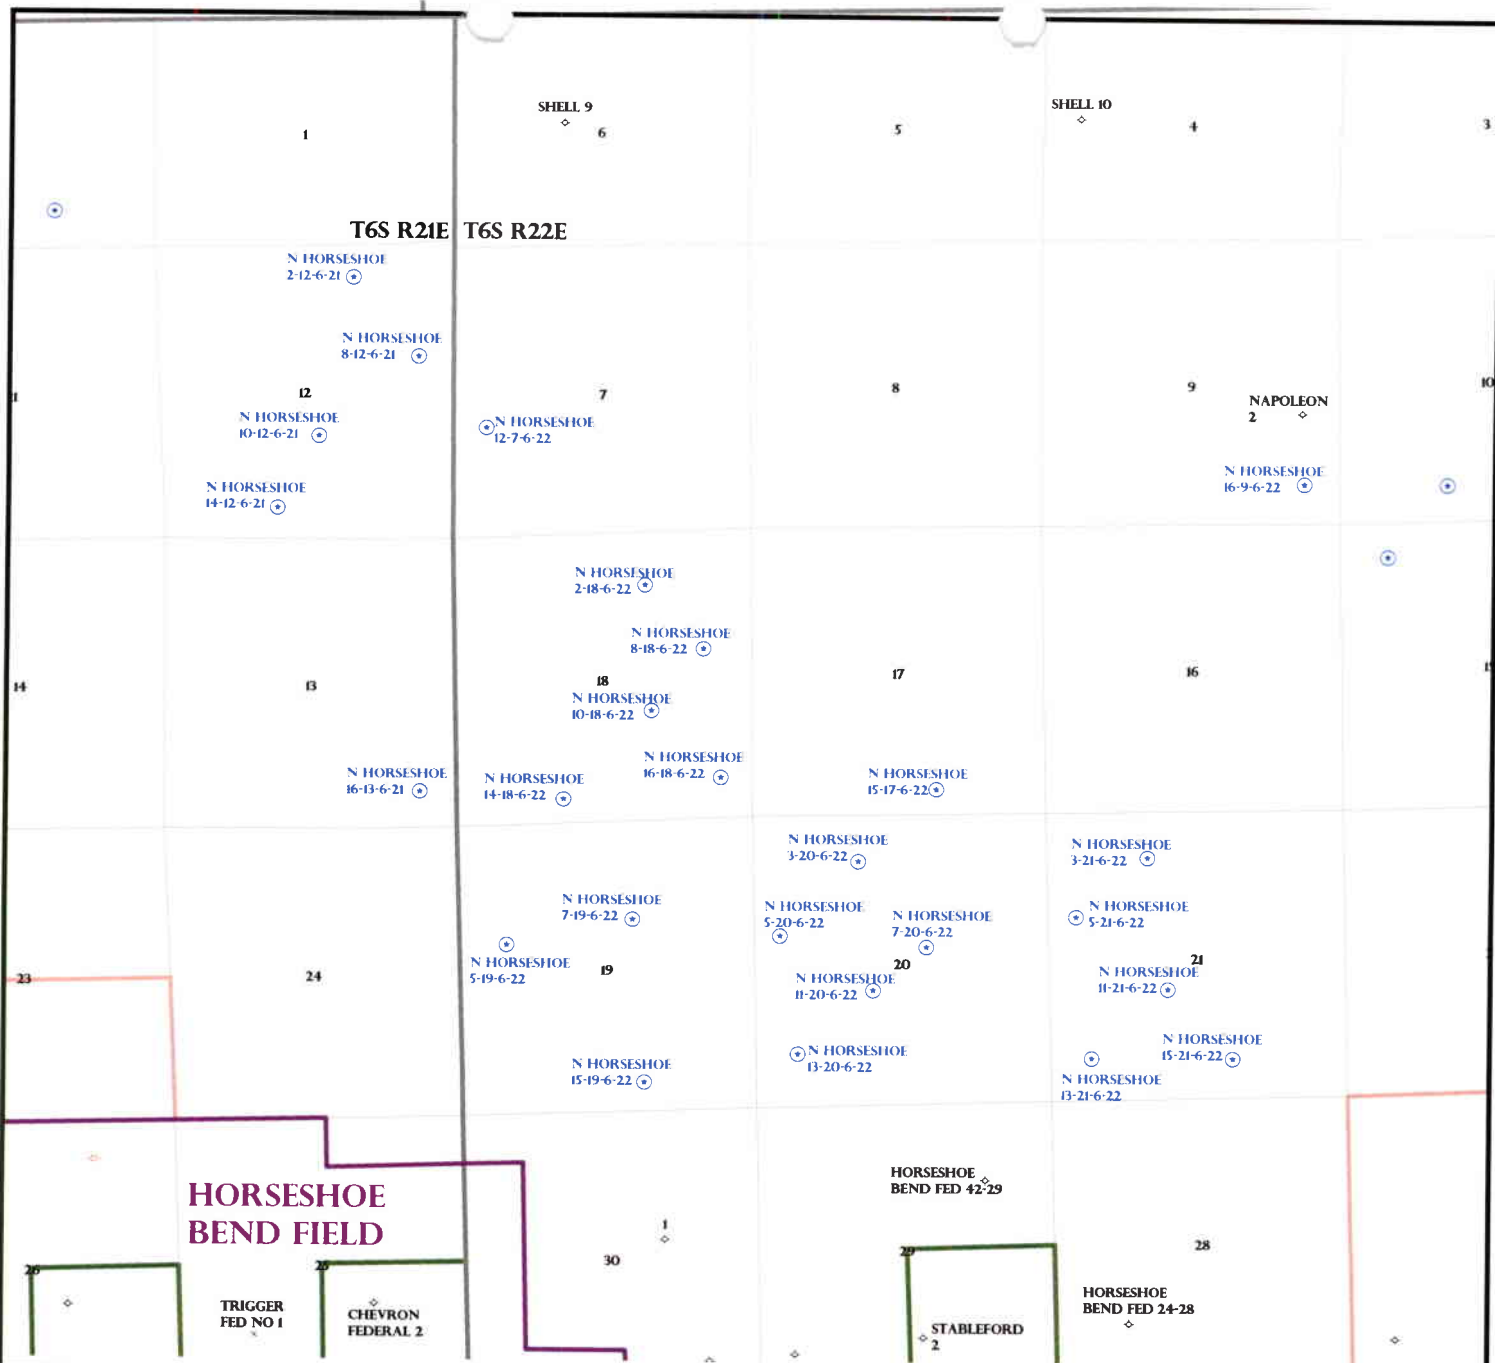 SHELL 9
SHELL 10
1
6
5
4
3
T6S R21E
T6S R22E
N HORSESHOE
2-12-6-21
N HORSESHOE
8-12-6-21
12
7
8
9
10
NAPOLEON
2
N HORSESHOE
10-12-6-21
N HORSESHOE
12-7-6-22
N HORSESHOE
16-9-6-22
N HORSESHOE
14-12-6-21
N HORSESHOE
2-18-6-22
N HORSESHOE
8-18-6-22
14
13
18
17
16
N HORSESHOE
10-18-6-22
N HORSESHOE
16-18-6-22
N HORSESHOE
16-13-6-21
N HORSESHOE
14-18-6-22
N HORSESHOE
15-17-6-22
N HORSESHOE
3-20-6-22
N HORSESHOE
3-21-6-22
N HORSESHOE
7-19-6-22
N HORSESHOE
5-20-6-22
N HORSESHOE
7-20-6-22
N HORSESHOE
5-21-6-22
N HORSESHOE
5-19-6-22
23
24
19
20
21
N HORSESHOE
11-20-6-22
N HORSESHOE
11-21-6-22
N HORSESHOE
13-20-6-22
N HORSESHOE
15-21-6-22
N HORSESHOE
15-19-6-22
N HORSESHOE
13-21-6-22
HORSESHOE
BEND FED 42-29
HORSESHOE
BEND FIELD
1
30
29
28
26
25
TRIGGER
FED NO 1
CHEVRON
FEDERAL 2
STABLEFORD
2
HORSESHOE
BEND FED 24-28